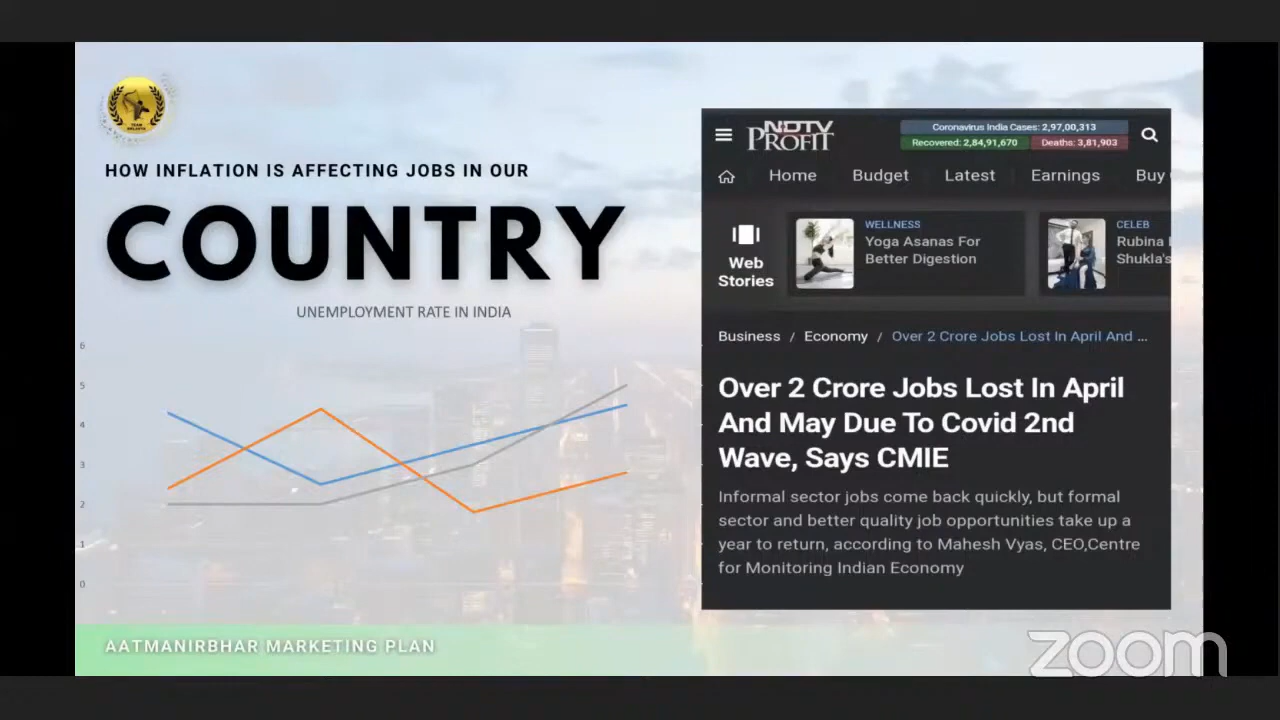 HOW INFLATION IS AFFECTING JOBS IN OUR
COUNTRY
UNEMPLOYMENT RATE IN INDIA
6
5
4
3
2
1
0
AATMANIRBHAR MARKETING PLAN
NDTV
PROFIT
Coronavirus India Cases: 2,97,00,313
Recovered: 2,84,91,670 Deaths: 3,81,903
Home Budget Latest Earnings Buy
Web
Stories
WELLNESS
Yoga Asanas For
Better Digestion
CELEB
Rubina
Shukla's
Business / Economy / Over 2 Crore Jobs Lost In April And ...
Over 2 Crore Jobs Lost In April
And May Due To Covid 2nd
Wave, Says CMIE
Informal sector jobs come back quickly, but formal
sector and better quality job opportunities take up a
year to return, according to Mahesh Vyas, CEO,Centre
for Monitoring Indian Economy
zoom